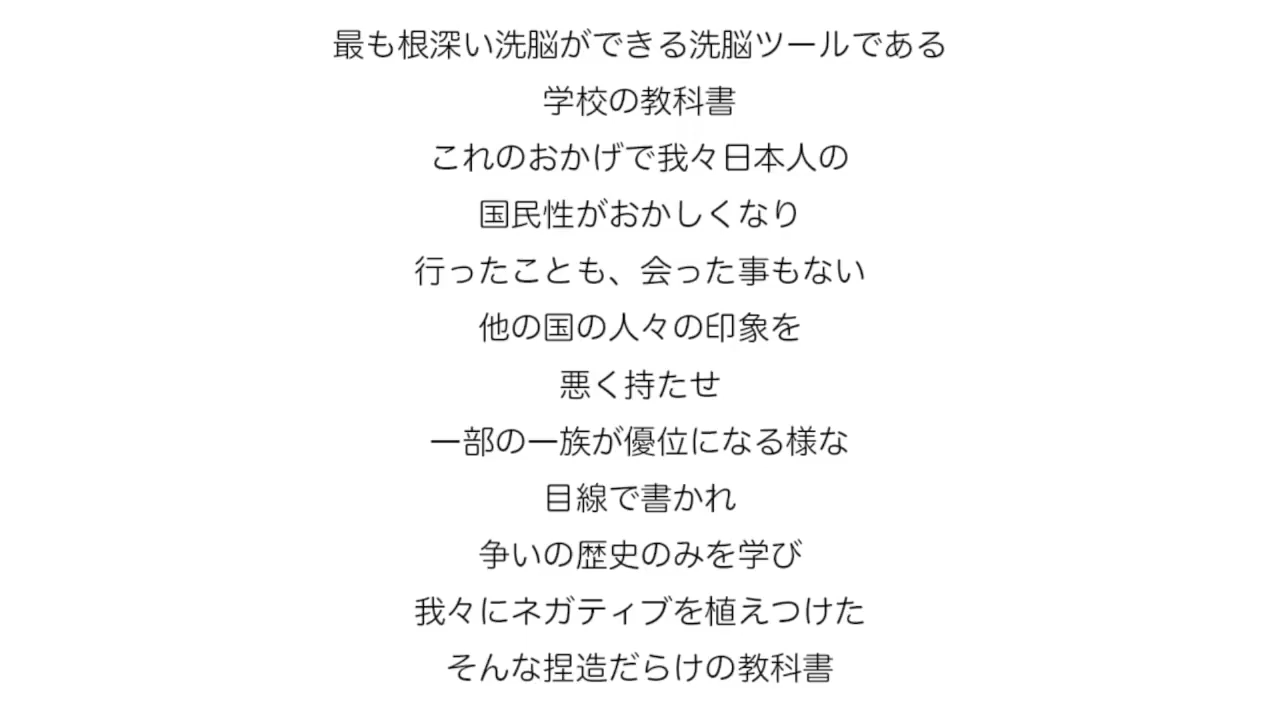 最も根深い洗脳ができる洗脳ツールである
学校の教科書
これのおかげで我々日本人の
国民性がおかしくなり
行ったことも、会った事もない
他の国の人々の印象を
悪く持たせ
一部の一族が優位になる様な
目線で書かれ
争いの歴史のみを学び
我々にネガティブを植えつけた
そんな捏造だらけの教科書